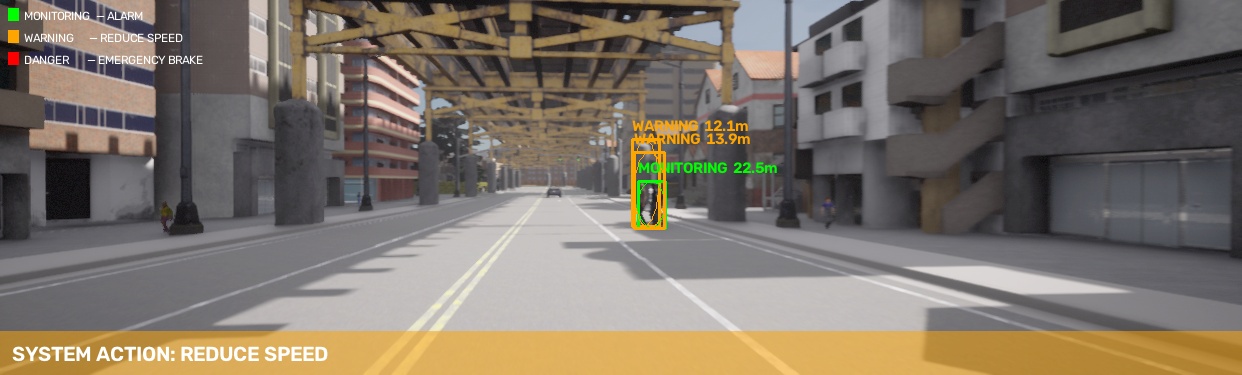 MONITORING — ALARM
WARNING — REDUCE SPEED
DANGER — EMERGENCY BRAKE
WARNING 12.1m
WARNING 13.9m
MONITORING 22.5m
SYSTEM ACTION: REDUCE SPEED